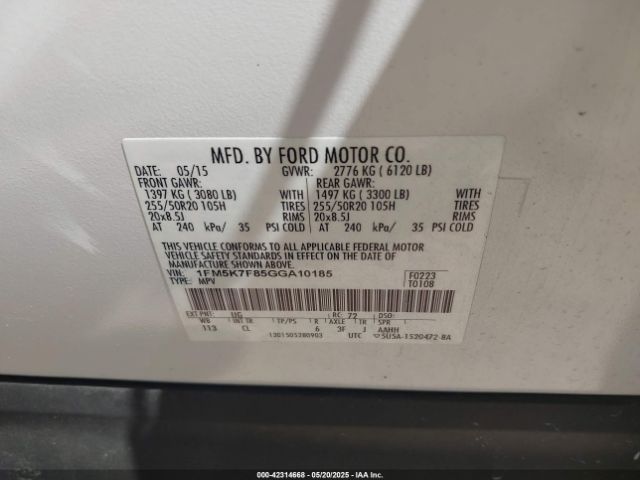 MFD. BY FORD MOTOR CO.
DATE: 05/15 GVWR: 2776 KG ( 6120 LB)
FRONT GAWR: REAR GAWR:
1397 KG ( 3080 LB) WITH 1497 KG ( 3300 LB) WITH
255/50R20 105H TIRES 255/50R20 105H TIRES
20x8.5J RIMS 20x8.5J RIMS
AT 240 kPa/ 35 PSI COLD AT 240 kPa/ 35 PSI COLD
THIS VEHICLE CONFORMS TO ALL APPLICABLE FEDERAL MOTOR
VEHICLE SAFETY STANDARDS IN EFFECT ON THE DATE OF
MANUFACTURE SHOWN ABOVE.
VIN: 1FM5K7F85GGA10185 F0223
TYPE: MPV T0108
EXT PNT: UG RC: 72 DSO:
WB INT TR TP/PS R AXLE TR SPR
113 CL 6 3F J AAHH
1301505280903 UTC 5U5A-1520472-BA
000-42314668 - 05/20/2025 - IAA Inc.